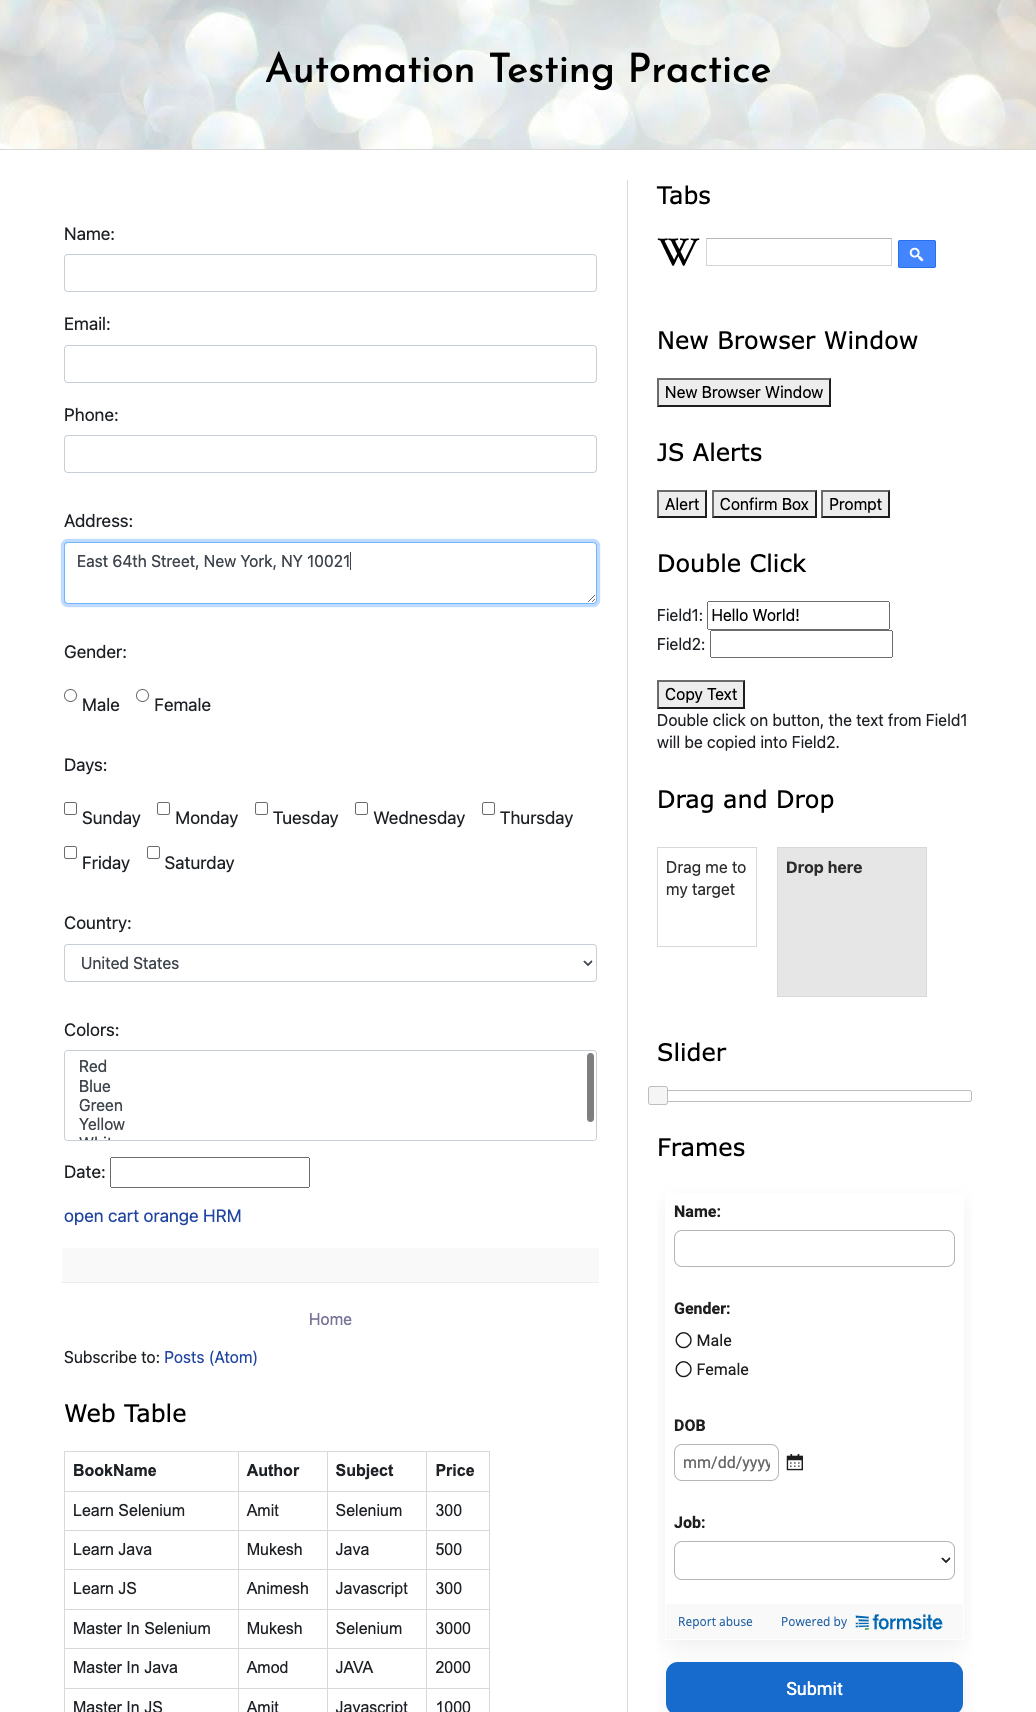 Automation Testing Practice
Name:
Email:
Phone:
Address:
East 64th Street, New York, NY 10021
Gender:
Male Female
Days:
Sunday Monday Tuesday Wednesday Thursday
Friday Saturday
Country:
United States
Colors:
Red
Blue
Green
Yellow
Date:
open cart orange HRM
Home
Subscribe to: Posts (Atom)
Web Table
BookName Author Subject Price
Learn Selenium Amit Selenium 300
Learn Java Mukesh Java 500
Learn JS Animesh Javascript 300
Master In Selenium Mukesh Selenium 3000
Master In Java Amod JAVA 2000
Master In JS Amit Javascript 1000
Tabs
W
New Browser Window
New Browser Window
JS Alerts
Alert Confirm Box Prompt
Double Click
Field1: Hello World!
Field2:
Copy Text
Double click on button, the text from Field1
will be copied into Field2.
Drag and Drop
Drag me to
my target
Drop here
Slider
Frames
Name:
Gender:
Male
Female
DOB
mm/dd/yyyy
Job:
Report abuse Powered by formsite
Submit